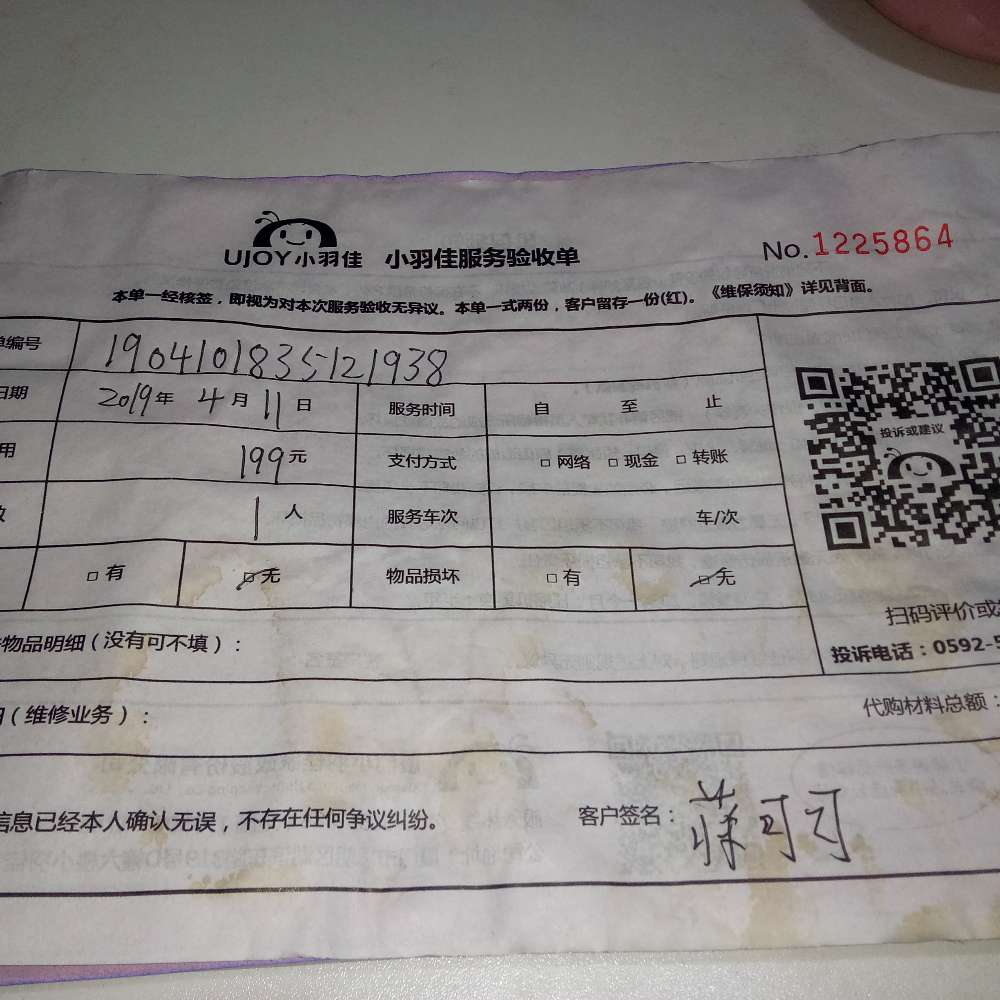 UJOY小羽佳 小羽佳服务验收单 No.1225864
本单一经核签，即视为对本次服务验收无异议。本单一式两份，客户留存一份(红)。《维保须知》详见背面。
单编号 190410183512１938
日期 2019年 4月 11日 服务时间 自 至 止
用 199元 支付方式 □网络 □现金 □转账
数 1人 服务车次 车/次
□有 □无 物品损坏 □有 □无
投诉或建议
扫码评价或
物品明细(没有可不填)：
投诉电话：0592-5
(维修业务)：
代购材料总额：
信息已经本人确认无误，不存在任何争议纠纷。 客户签名：蔡可可